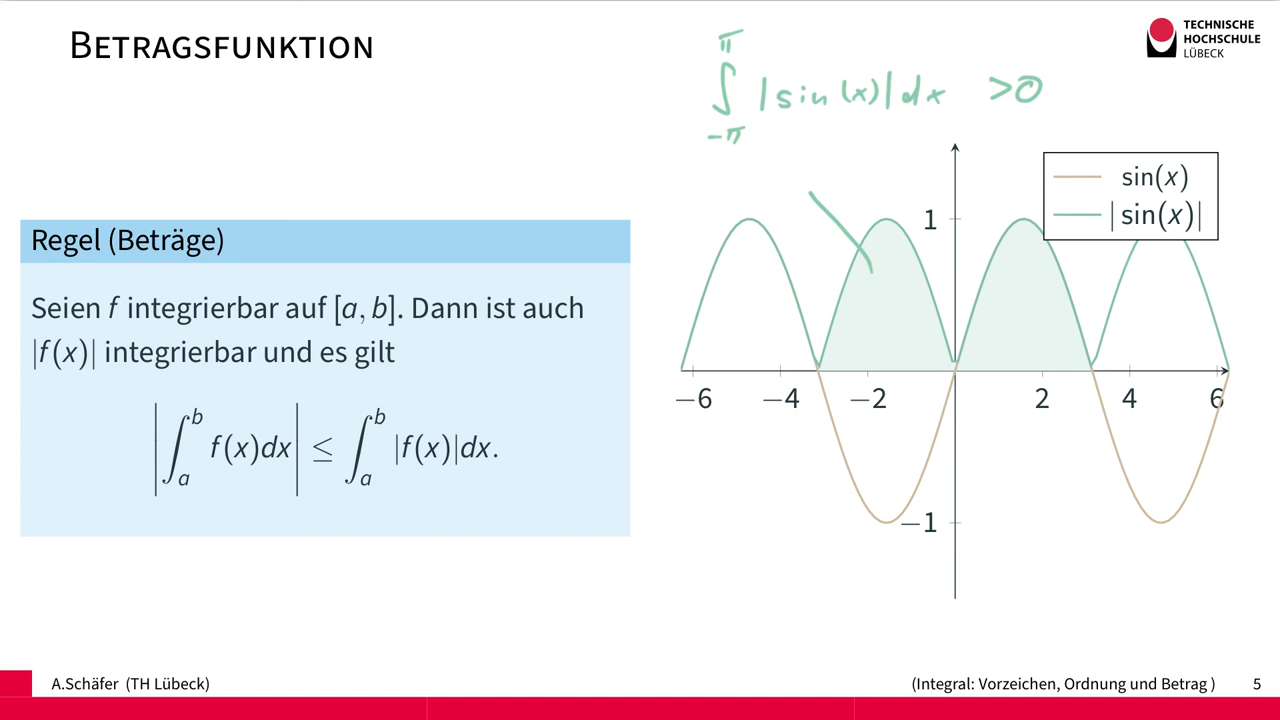 BETRAGSFUNKTION
TECHNISCHE
HOCHSCHULE
LÜBECK
π
∫ |sin(x)|dx >0
-π
sin(x)
|sin(x)|
Regel (Beträge)
Seien f integrierbar auf [a, b]. Dann ist auch
|f(x)| integrierbar und es gilt
|∫_a^b f(x)dx| ≤ ∫_a^b |f(x)|dx.
1
−6 −4 −2 2 4 6
−1
A.Schäfer (TH Lübeck)
(Integral: Vorzeichen, Ordnung und Betrag ) 5